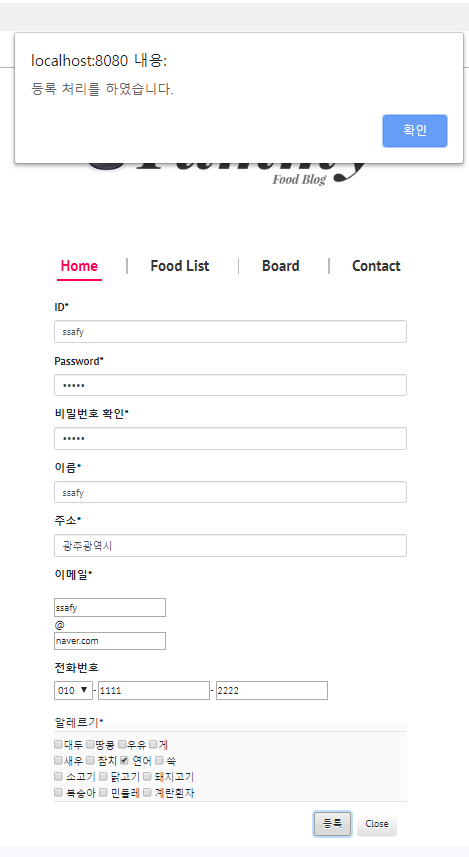 localhost:8080 내용:
등록 처리를 하였습니다.
확인
Food Blog
Home | Food List | Board | Contact
ID*
ssafy
Password*
•••••
비밀번호 확인*
•••••
이름*
ssafy
주소*
광주광역시
이메일*
ssafy
@
naver.com
전화번호
010 ▼ - 1111 - 2222
알레르기*
대두 땅콩 우유 게
새우 참치 연어 쑥
소고기 닭고기 돼지고기
복숭아 민들레 계란흰자
등록 Close